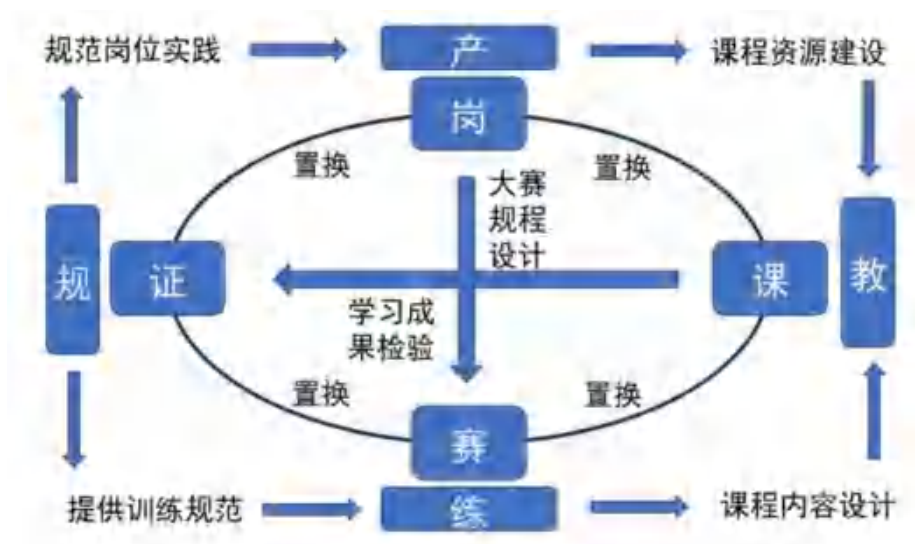 规范岗位实践
产
课程资源建设
岗
置换
置换
大赛
规程
设计
规
证
课
教
学习成
果检验
置换
置换
赛
提供训练规范
练
课程内容设计